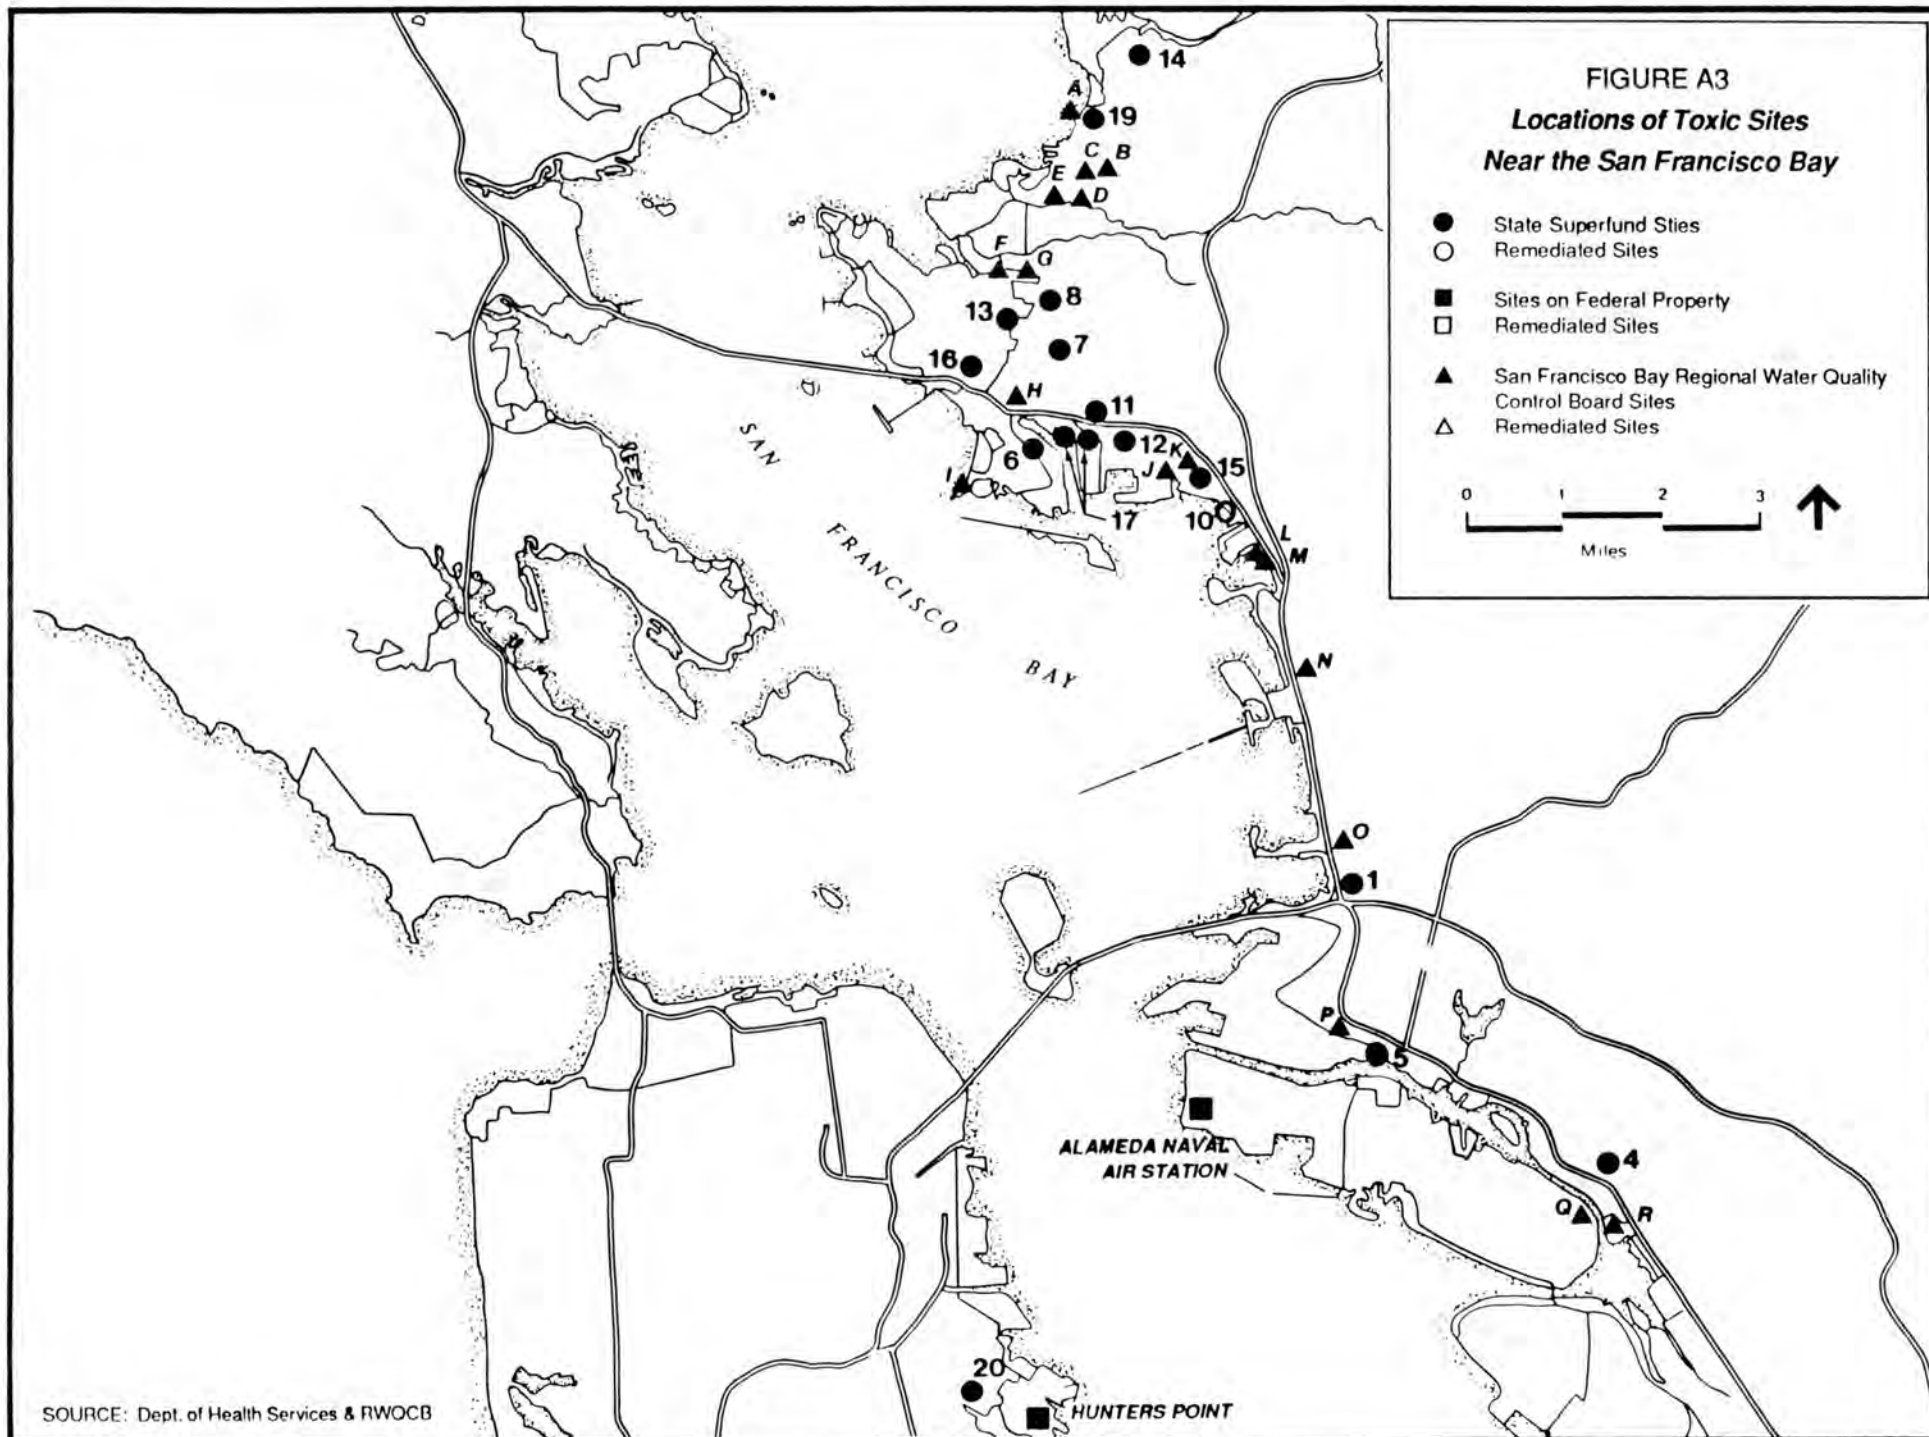 FIGURE A3
Locations of Toxic Sites
Near the San Francisco Bay
State Superfund Sties
Remediated Sites
Sites on Federal Property
Remediated Sites
San Francisco Bay Regional Water Quality
Control Board Sites
Remediated Sites
0 1 2 3
Miles
14
A
19
C B
E
D
F
G
8
13
7
16
H
11
12
6
K
J
15
I
17
10
L
M
SAN
FRANCISCO
BAY
N
O
1
P
5
ALAMEDA NAVAL
AIR STATION
4
Q
R
20
HUNTERS POINT
SOURCE: Dept. of Health Services & RWQCB